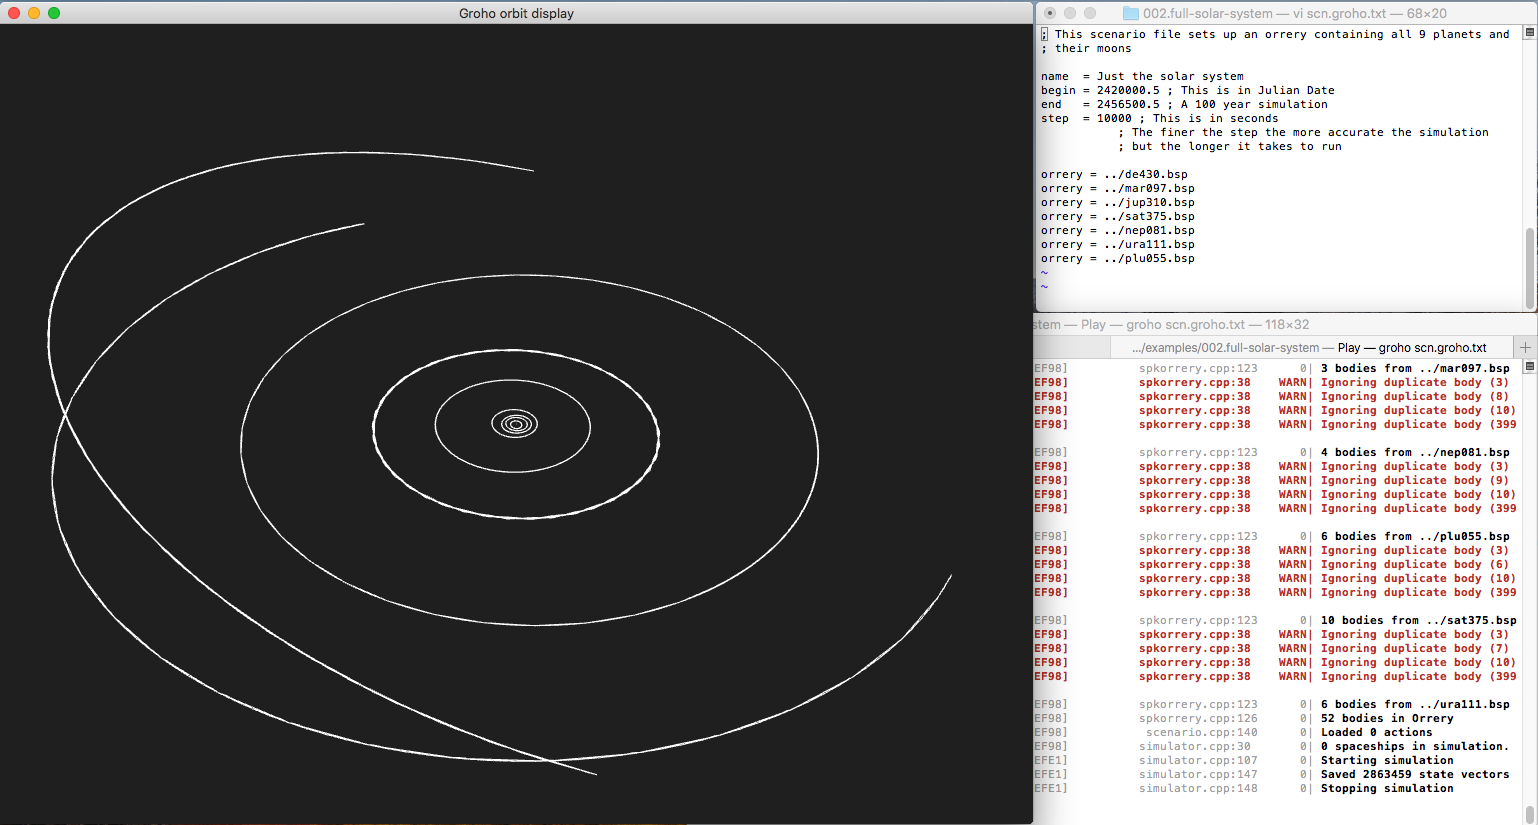 Groho orbit display
002.full-solar-system — vi scn.groho.txt — 68×20
; This scenario file sets up an orrery containing all 9 planets and
; their moons
name  = Just the solar system
begin = 2420000.5 ; This is in Julian Date
end   = 2456500.5 ; A 100 year simulation
step  = 10000 ; This is in seconds
; The finer the step the more accurate the simulation
; but the longer it takes to run
orrery = ../de430.bsp
orrery = ../mar097.bsp
orrery = ../jup310.bsp
orrery = ../sat375.bsp
orrery = ../nep081.bsp
orrery = ../ura111.bsp
orrery = ../plu055.bsp
~
~
stem — Play — groho scn.groho.txt — 118×32
.../examples/002.full-solar-system — Play — groho scn.groho.txt +
EF98] spkorrery.cpp:123 0| 3 bodies from ../mar097.bsp
EF98] spkorrery.cpp:38 WARN| Ignoring duplicate body (3)
EF98] spkorrery.cpp:38 WARN| Ignoring duplicate body (8)
EF98] spkorrery.cpp:38 WARN| Ignoring duplicate body (10)
EF98] spkorrery.cpp:38 WARN| Ignoring duplicate body (399
EF98] spkorrery.cpp:123 0| 4 bodies from ../nep081.bsp
EF98] spkorrery.cpp:38 WARN| Ignoring duplicate body (3)
EF98] spkorrery.cpp:38 WARN| Ignoring duplicate body (9)
EF98] spkorrery.cpp:38 WARN| Ignoring duplicate body (10)
EF98] spkorrery.cpp:38 WARN| Ignoring duplicate body (399
EF98] spkorrery.cpp:123 0| 6 bodies from ../plu055.bsp
EF98] spkorrery.cpp:38 WARN| Ignoring duplicate body (3)
EF98] spkorrery.cpp:38 WARN| Ignoring duplicate body (6)
EF98] spkorrery.cpp:38 WARN| Ignoring duplicate body (10)
EF98] spkorrery.cpp:38 WARN| Ignoring duplicate body (399
EF98] spkorrery.cpp:123 0| 10 bodies from ../sat375.bsp
EF98] spkorrery.cpp:38 WARN| Ignoring duplicate body (3)
EF98] spkorrery.cpp:38 WARN| Ignoring duplicate body (7)
EF98] spkorrery.cpp:38 WARN| Ignoring duplicate body (10)
EF98] spkorrery.cpp:38 WARN| Ignoring duplicate body (399
EF98] spkorrery.cpp:123 0| 6 bodies from ../ura111.bsp
EF98] spkorrery.cpp:126 0| 52 bodies in Orrery
EF98] scenario.cpp:140 0| Loaded 0 actions
EF98] simulator.cpp:30 0| 0 spaceships in simulation.
EFE1] simulator.cpp:107 0| Starting simulation
EFE1] simulator.cpp:147 0| Saved 2863459 state vectors
EFE1] simulator.cpp:148 0| Stopping simulation